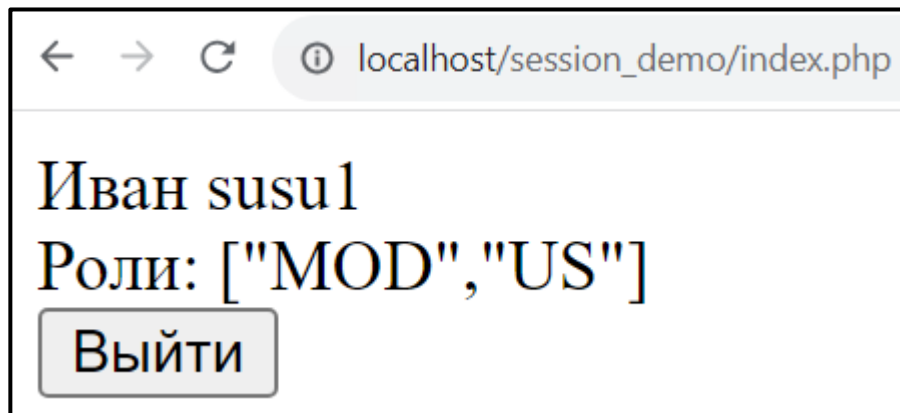 localhost/session_demo/index.php
Иван susu1
Роли: ["MOD","US"]
Выйти